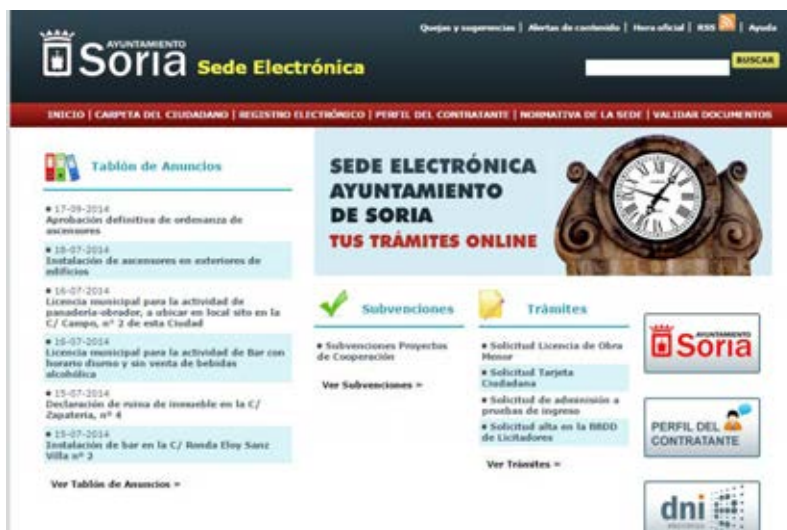 Quejas y sugerencias | Alertas de contenido | Hora oficial | RSS | Ayuda
AYUNTAMIENTO
Soria Sede Electrónica
BUSCAR
INICIO | CARPETA DEL CIUDADANO | REGISTRO ELECTRÓNICO | PERFIL DEL CONTRATANTE | NORMATIVA DE LA SEDE | VALIDAR DOCUMENTOS
Tablón de Anuncios
17-09-2014
Aprobación definitiva de ordenanza de
ascensores
18-07-2014
Instalación de ascensores en exteriores de
edificios
16-07-2014
Licencia municipal para la actividad de
panadería-obrador, a ubicar en local sito en la
C/ Campo, nº 2 de esta Ciudad
16-07-2014
Licencia municipal para la actividad de Bar con
horario diurno y sin venta de bebidas
alcohólica
15-07-2014
Declaración de ruina de inmueble en la C/
Zapatería, nº 4
15-07-2014
Instalación de bar en la C/ Ronda Eloy Sanz
Villa nº 2
Ver Tablón de Anuncios »
SEDE ELECTRÓNICA
AYUNTAMIENTO
DE SORIA
TUS TRÁMITES ONLINE
Subvenciones
Subvenciones Proyectos
de Cooperación
Ver Subvenciones »
Trámites
Solicitud Licencia de Obra
Menor
Solicitud Tarjeta
Ciudadana
Solicitud de admisión a
pruebas de ingreso
Solicitud alta en la BBDD
de Licitadores
Ver Trámites »
AYUNTAMIENTO
Soria
PERFIL DEL
CONTRATANTE
dni